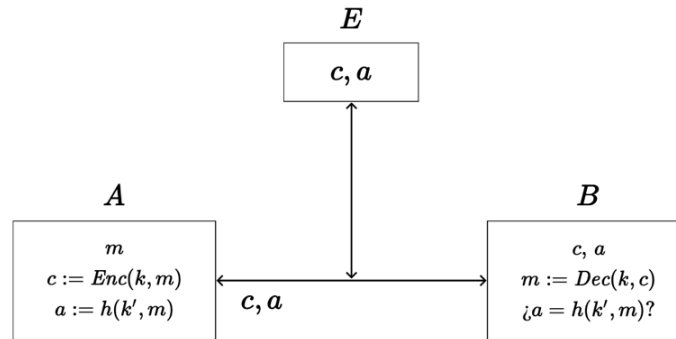 E
c, a
A
m
c := Enc(k, m)
a := h(k′, m)
c, a
B
c, a
m := Dec(k, c)
¿a = h(k′, m)?